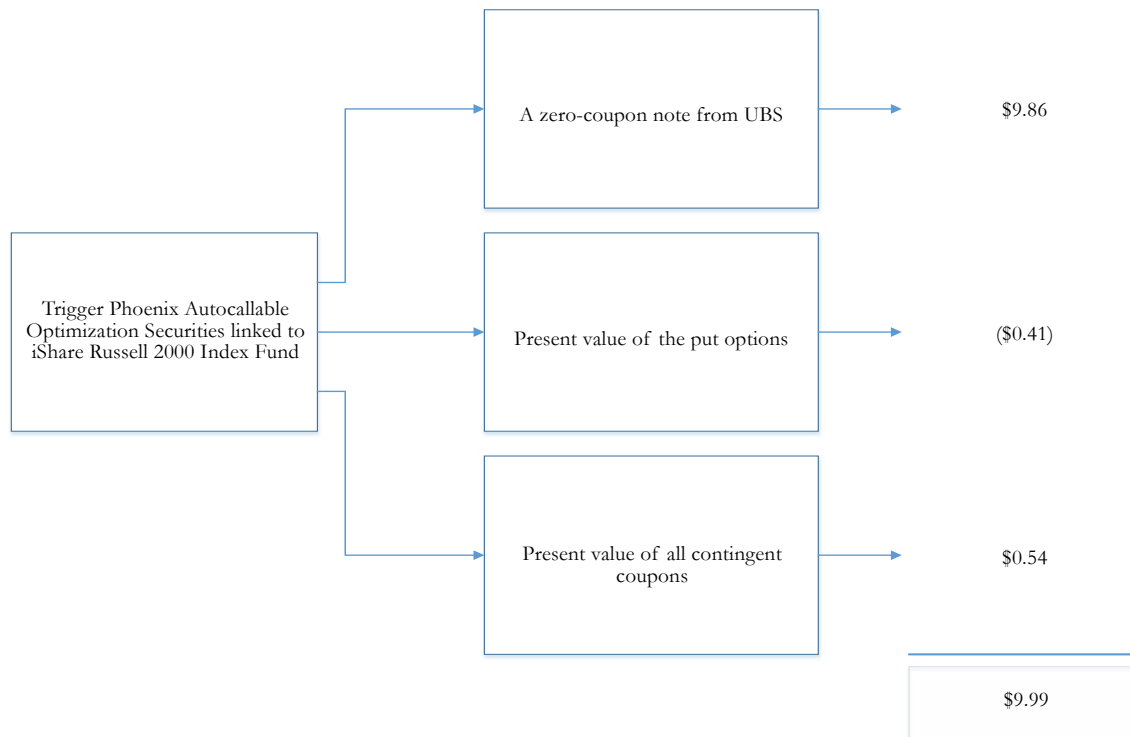 A zero-coupon note from UBS
$9.86
Trigger Phoenix Autocallable
Optimization Securities linked to
iShare Russell 2000 Index Fund
Present value of the put options
($0.41)
Present value of all contingent
coupons
$0.54
$9.99